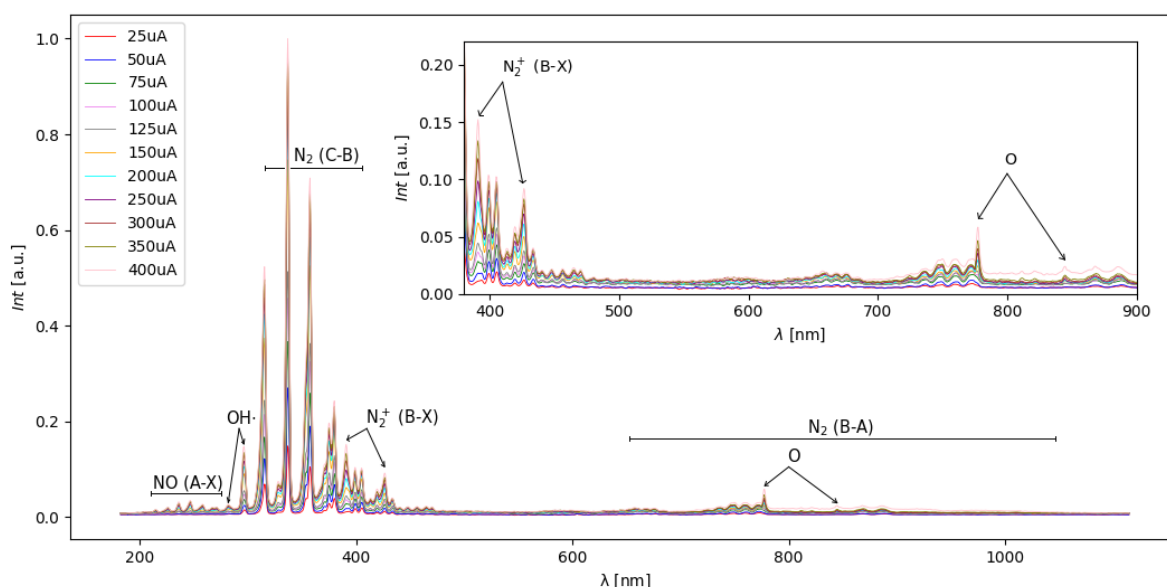 25uA
50uA
75uA
100uA
125uA
150uA
200uA
250uA
300uA
350uA
400uA
Int [a.u.]
1.0
0.8
0.6
0.4
0.2
0.0
200
400
600
800
1000
λ [nm]
N₂ (C-B)
OH·
NO (A-X)
N₂⁺ (B-X)
N₂ (B-A)
O
Int [a.u.]
0.20
0.15
0.10
0.05
0.00
400
500
600
700
800
900
λ [nm]
N₂⁺ (B-X)
O